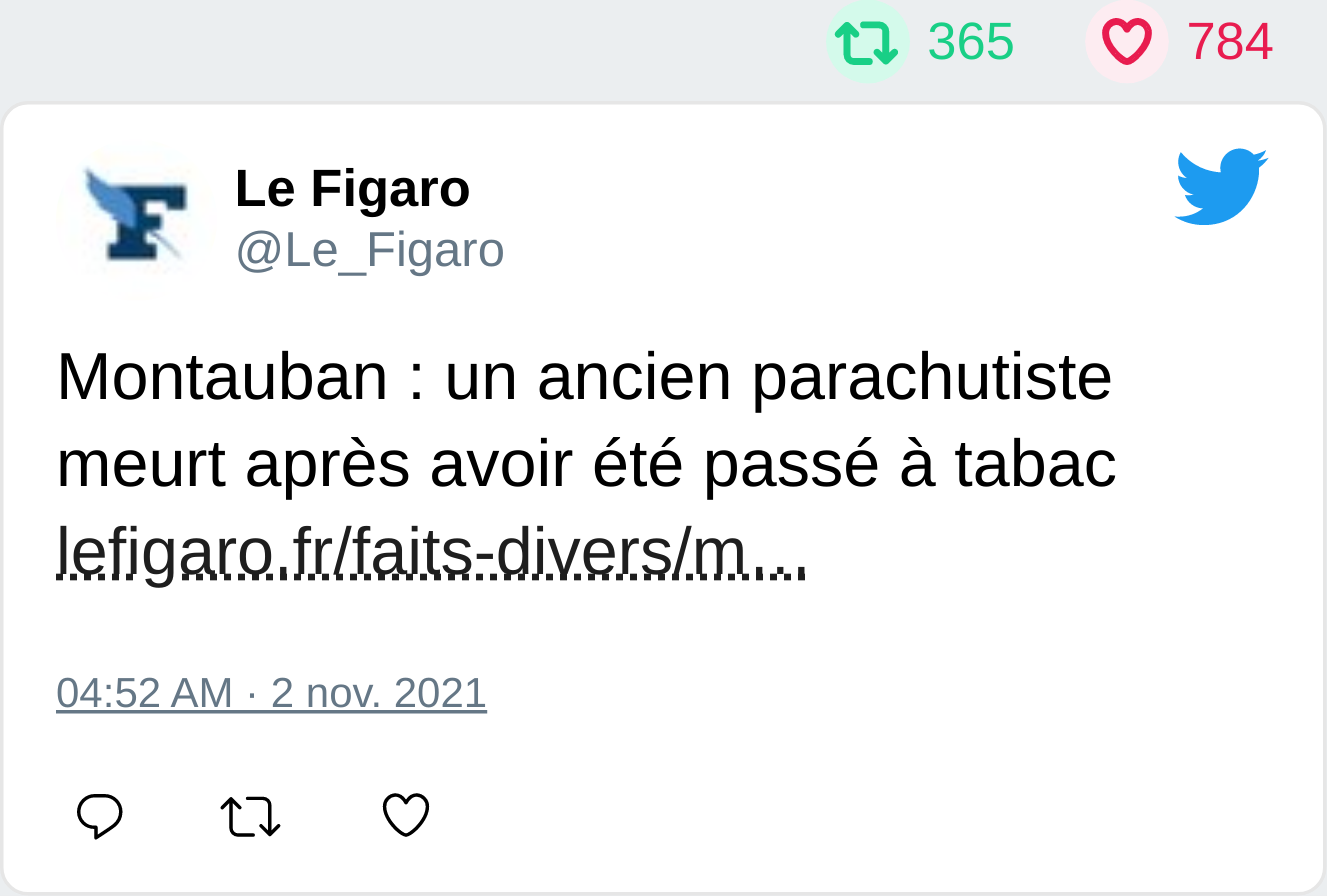 365 784
Le Figaro
@Le_Figaro
Montauban : un ancien parachutiste
meurt après avoir été passé à tabac
lefigaro.fr/faits-divers/m...
04:52 AM · 2 nov. 2021